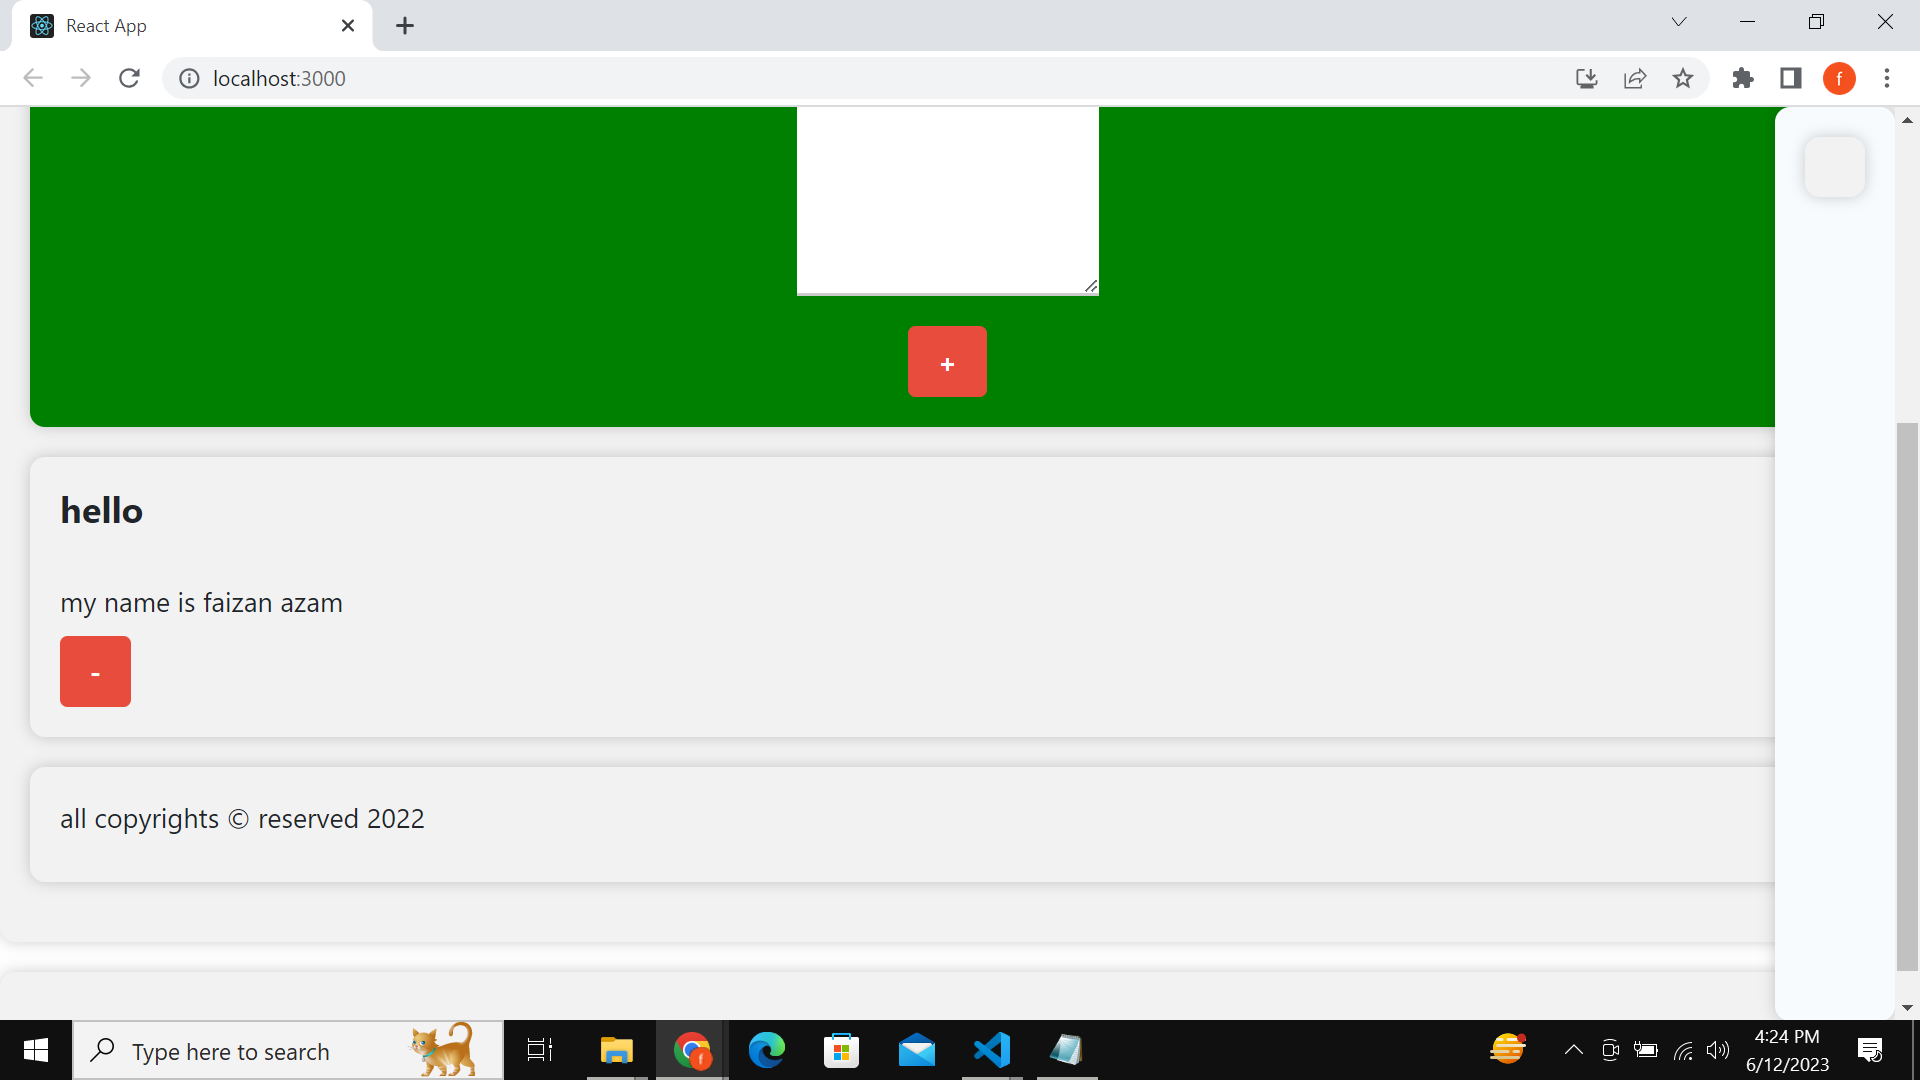 React App
localhost:3000
f
+
hello
my name is faizan azam
-
all copyrights © reserved 2022
Type here to search
f
4:24 PM
6/12/2023